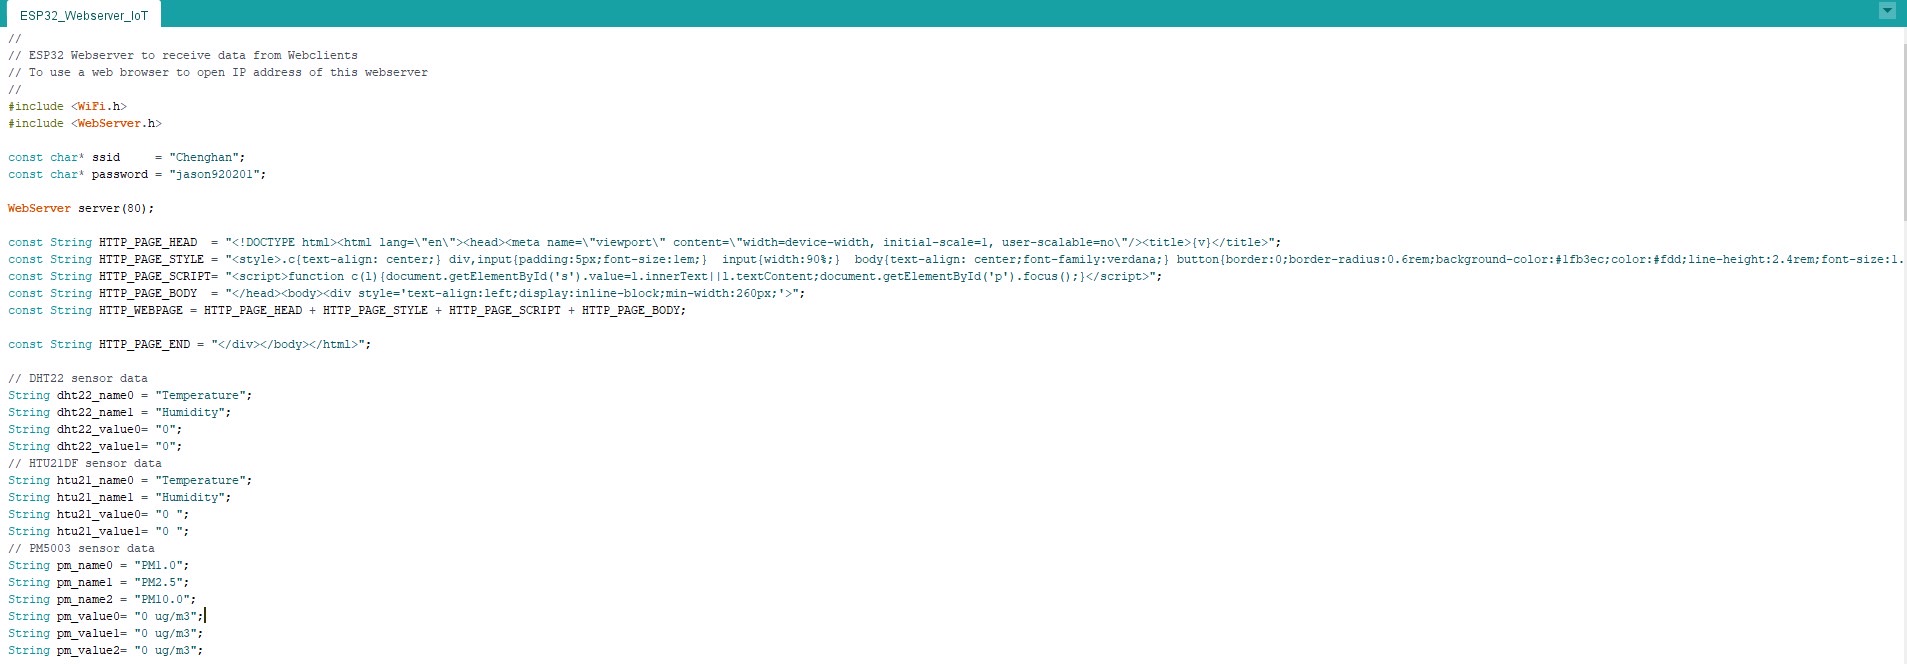 ESP32_Webserver_IoT
//
// ESP32 Webserver to receive data from Webclients
// To use a web browser to open IP address of this webserver
//
#include <WiFi.h>
#include <WebServer.h>
const char* ssid     = "Chenghan";
const char* password = "jason920201";
WebServer server(80);
const String HTTP_PAGE_HEAD  = "<!DOCTYPE html><html lang=\"en\"><head><meta name=\"viewport\" content=\"width=device-width, initial-scale=1, user-scalable=no\"/><title>{v}</title>";
const String HTTP_PAGE_STYLE = "<style>.c{text-align: center;} div,input{padding:5px;font-size:1em;}  input{width:90%;}  body{text-align: center;font-family:verdana;} button{border:0;border-radius:0.6rem;background-color:#1fb3ec;color:#fdd;line-height:2.4rem;font-size:1.
const String HTTP_PAGE_SCRIPT= "<script>function c(l){document.getElementById('s').value=l.innerText||l.textContent;document.getElementById('p').focus();}</script>";
const String HTTP_PAGE_BODY  = "</head><body><div style='text-align:left;display:inline-block;min-width:260px;'>";
const String HTTP_WEBPAGE = HTTP_PAGE_HEAD + HTTP_PAGE_STYLE + HTTP_PAGE_SCRIPT + HTTP_PAGE_BODY;
const String HTTP_PAGE_END = "</div></body></html>";
// DHT22 sensor data
String dht22_name0 = "Temperature";
String dht22_name1 = "Humidity";
String dht22_value0= "0";
String dht22_value1= "0";
// HTU21DF sensor data
String htu21_name0 = "Temperature";
String htu21_name1 = "Humidity";
String htu21_value0= "0 ";
String htu21_value1= "0 ";
// PM5003 sensor data
String pm_name0 = "PM1.0";
String pm_name1 = "PM2.5";
String pm_name2 = "PM10.0";
String pm_value0= "0 ug/m3";
String pm_value1= "0 ug/m3";
String pm_value2= "0 ug/m3";